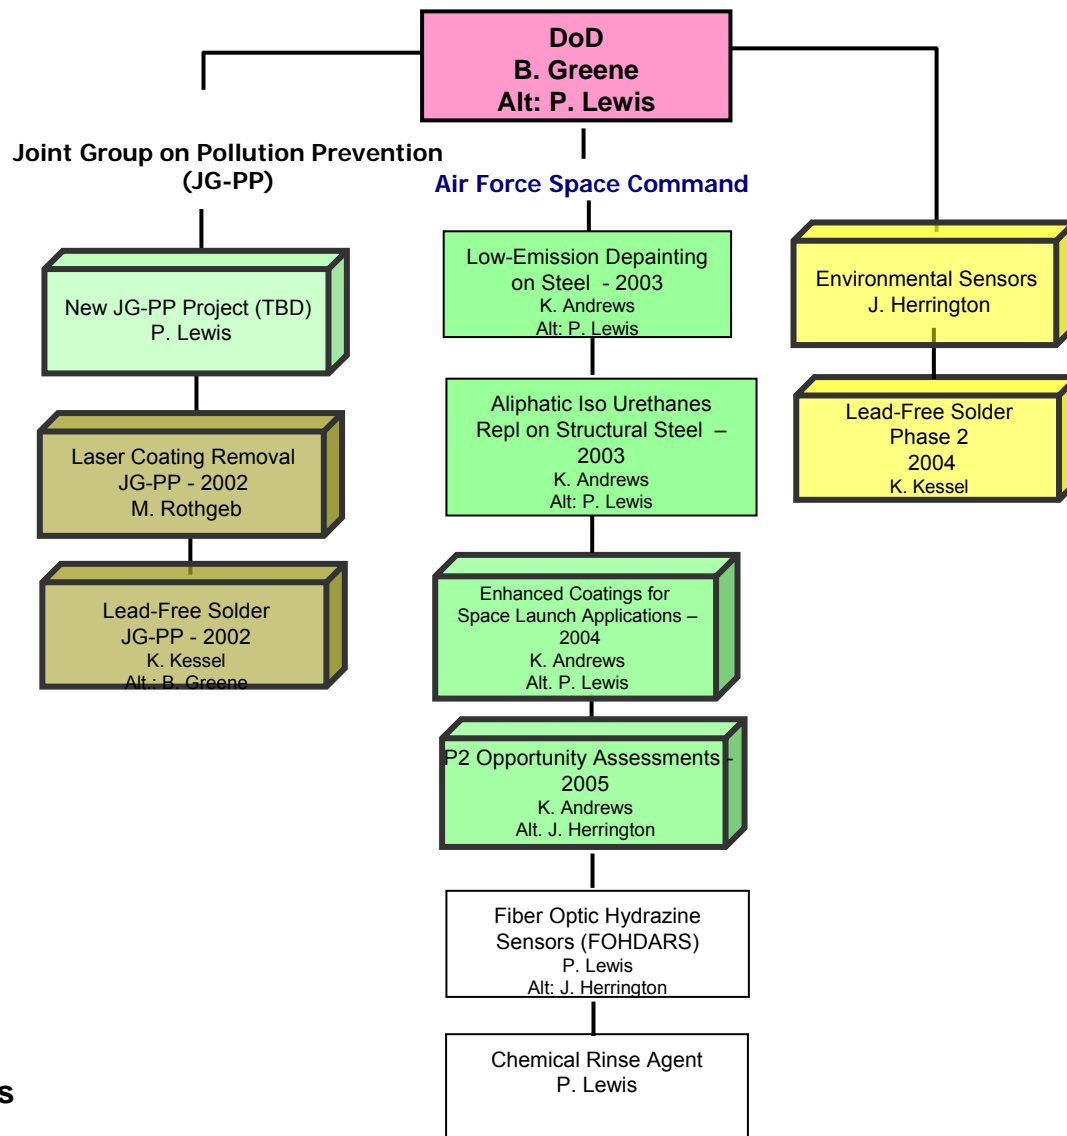 DoD
B. Greene
Alt: P. Lewis
Joint Group on Pollution Prevention
(JG-PP)
New JG-PP Project (TBD)
P. Lewis
Laser Coating Removal
JG-PP - 2002
M. Rothgeb
Lead-Free Solder
JG-PP - 2002
K. Kessel
Alt.: B. Greene
Air Force Space Command
Low-Emission Depainting
on Steel - 2003
K. Andrews
Alt: P. Lewis
Aliphatic Iso Urethanes
Repl on Structural Steel –
2003
K. Andrews
Alt: P. Lewis
Enhanced Coatings for
Space Launch Applications –
2004
K. Andrews
Alt. P. Lewis
P2 Opportunity Assessments -
2005
K. Andrews
Alt. J. Herrington
Fiber Optic Hydrazine
Sensors (FOHDARS)
P. Lewis
Alt: J. Herrington
Chemical Rinse Agent
P. Lewis
Environmental Sensors
J. Herrington
Lead-Free Solder
Phase 2
2004
K. Kessel
s